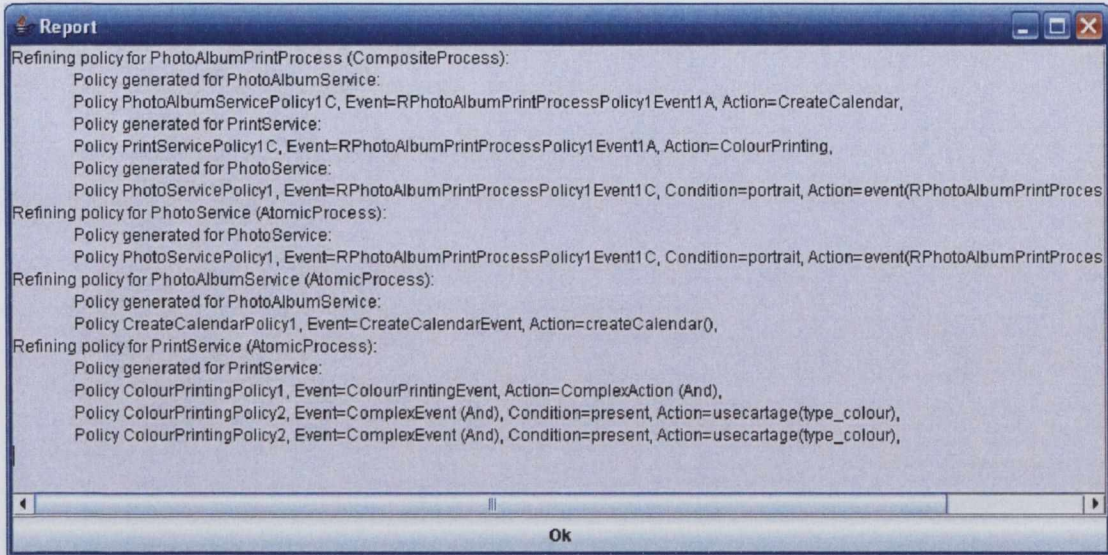 Report
Refining policy for PhotoAlbumPrintProcess (CompositeProcess):
Policy generated for PhotoAlbumService:
Policy PhotoAlbumServicePolicy1C, Event=RPhotoAlbumPrintProcessPolicy1Event1A, Action=CreateCalendar,
Policy generated for PrintService:
Policy PrintServicePolicy1C, Event=RPhotoAlbumPrintProcessPolicy1Event1A, Action=ColourPrinting,
Policy generated for PhotoService:
Policy PhotoServicePolicy1, Event=RPhotoAlbumPrintProcessPolicy1Event1C, Condition=portrait, Action=event(RPhotoAlbumPrintProces
Refining policy for PhotoService (AtomicProcess):
Policy generated for PhotoService:
Policy PhotoServicePolicy1, Event=RPhotoAlbumPrintProcessPolicy1Event1C, Condition=portrait, Action=event(RPhotoAlbumPrintProces
Refining policy for PhotoAlbumService (AtomicProcess):
Policy generated for PhotoAlbumService:
Policy CreateCalendarPolicy1, Event=CreateCalendarEvent, Action=createCalendar(),
Refining policy for PrintService (AtomicProcess):
Policy generated for PrintService:
Policy ColourPrintingPolicy1, Event=ColourPrintingEvent, Action=ComplexAction (And),
Policy ColourPrintingPolicy2, Event=ComplexEvent (And), Condition=present, Action=usecartage(type_colour),
Policy ColourPrintingPolicy2, Event=ComplexEvent (And), Condition=present, Action=usecartage(type_colour),
Ok